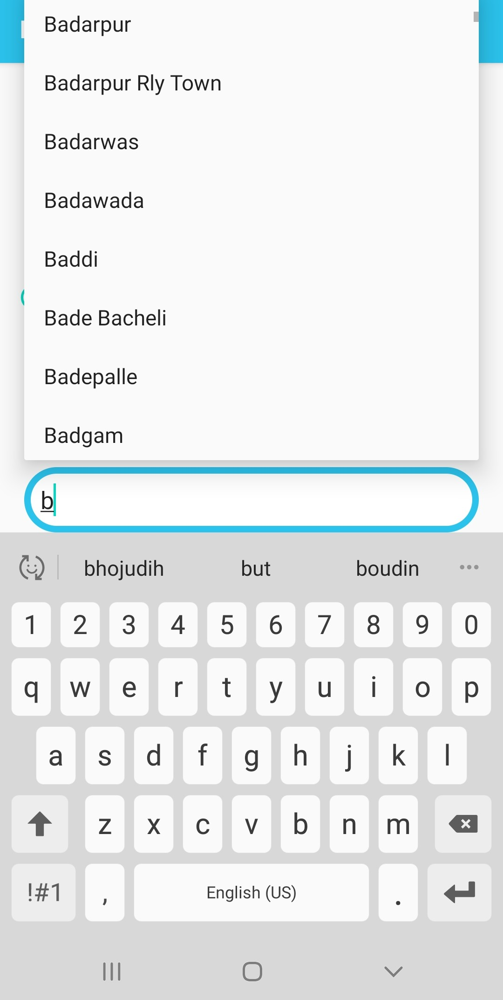 Badarpur
Badarpur Rly Town
Badarwas
Badawada
Baddi
Bade Bacheli
Badepalle
Badgam
b
bhojudih but boudin
1 2 3 4 5 6 7 8 9 0
q w e r t y u i o p
a s d f g h j k l
z x c v b n m
!#1 , English (US) .